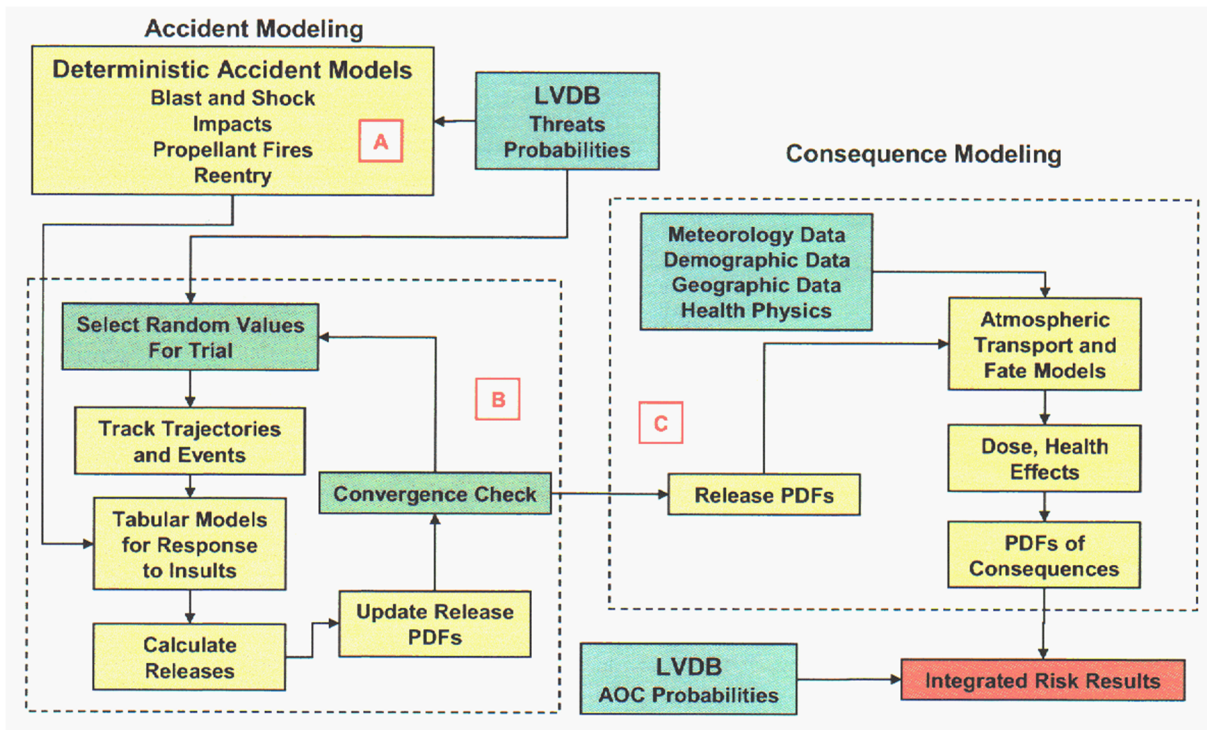 Accident Modeling
Deterministic Accident Models
Blast and Shock
Impacts
Propellant Fires
Reentry
A
LVDB
Threats
Probabilities
Consequence Modeling
Meteorology Data
Demographic Data
Geographic Data
Health Physics
Select Random Values
For Trial
Atmospheric
Transport and
Fate Models
B
C
Track Trajectories
and Events
Dose, Health
Effects
Convergence Check
Release PDFs
Tabular Models
for Response
to Insults
PDFs of
Consequences
Update Release
PDFs
Calculate
Releases
LVDB
AOC Probabilities
Integrated Risk Results